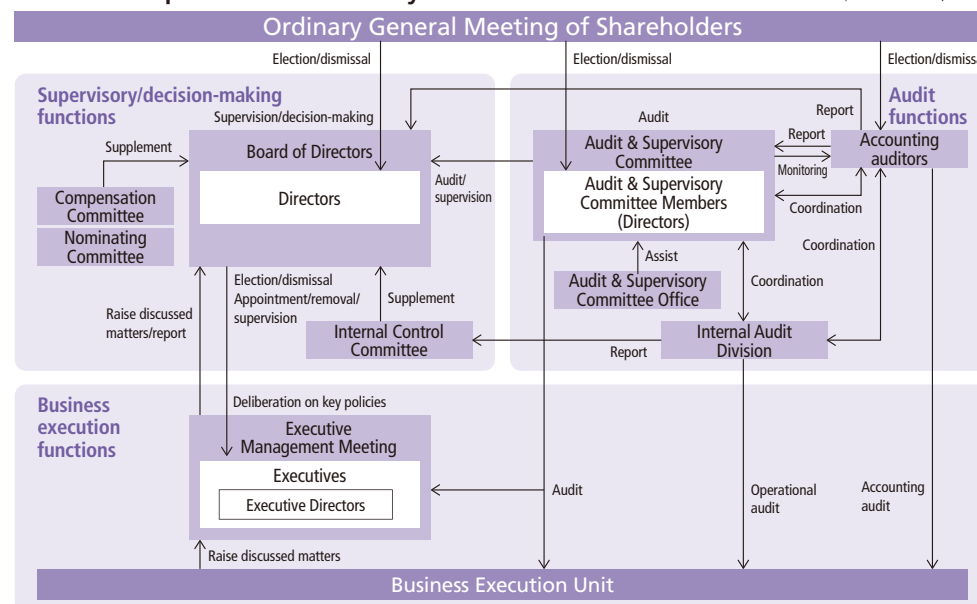 Ordinary General Meeting of Shareholders
Election/dismissal
Election/dismissal
Supervisory/decision-making
functions
Supervision/decision-making
Supplement
Board of Directors
Directors
Compensation
Committee
Nominating
Committee
Audit/
supervision
Raise discussed
matters/report
Election/dismissal
Appointment/removal/
supervision
Supplement
Internal Control
Committee
Audit
functions
Audit
Audit & Supervisory
Committee
Audit & Supervisory
Committee Members
(Directors)
Report
Report
Monitoring
Accounting
auditors
Coordination
Coordination
Assist
Audit & Supervisory
Committee Office
Coordination
Internal Audit
Division
Report
Business
execution
functions
Deliberation on key policies
Executive
Management Meeting
Executives
Executive Directors
Audit
Operational
audit
Accounting
audit
Raise discussed matters
Business Execution Unit